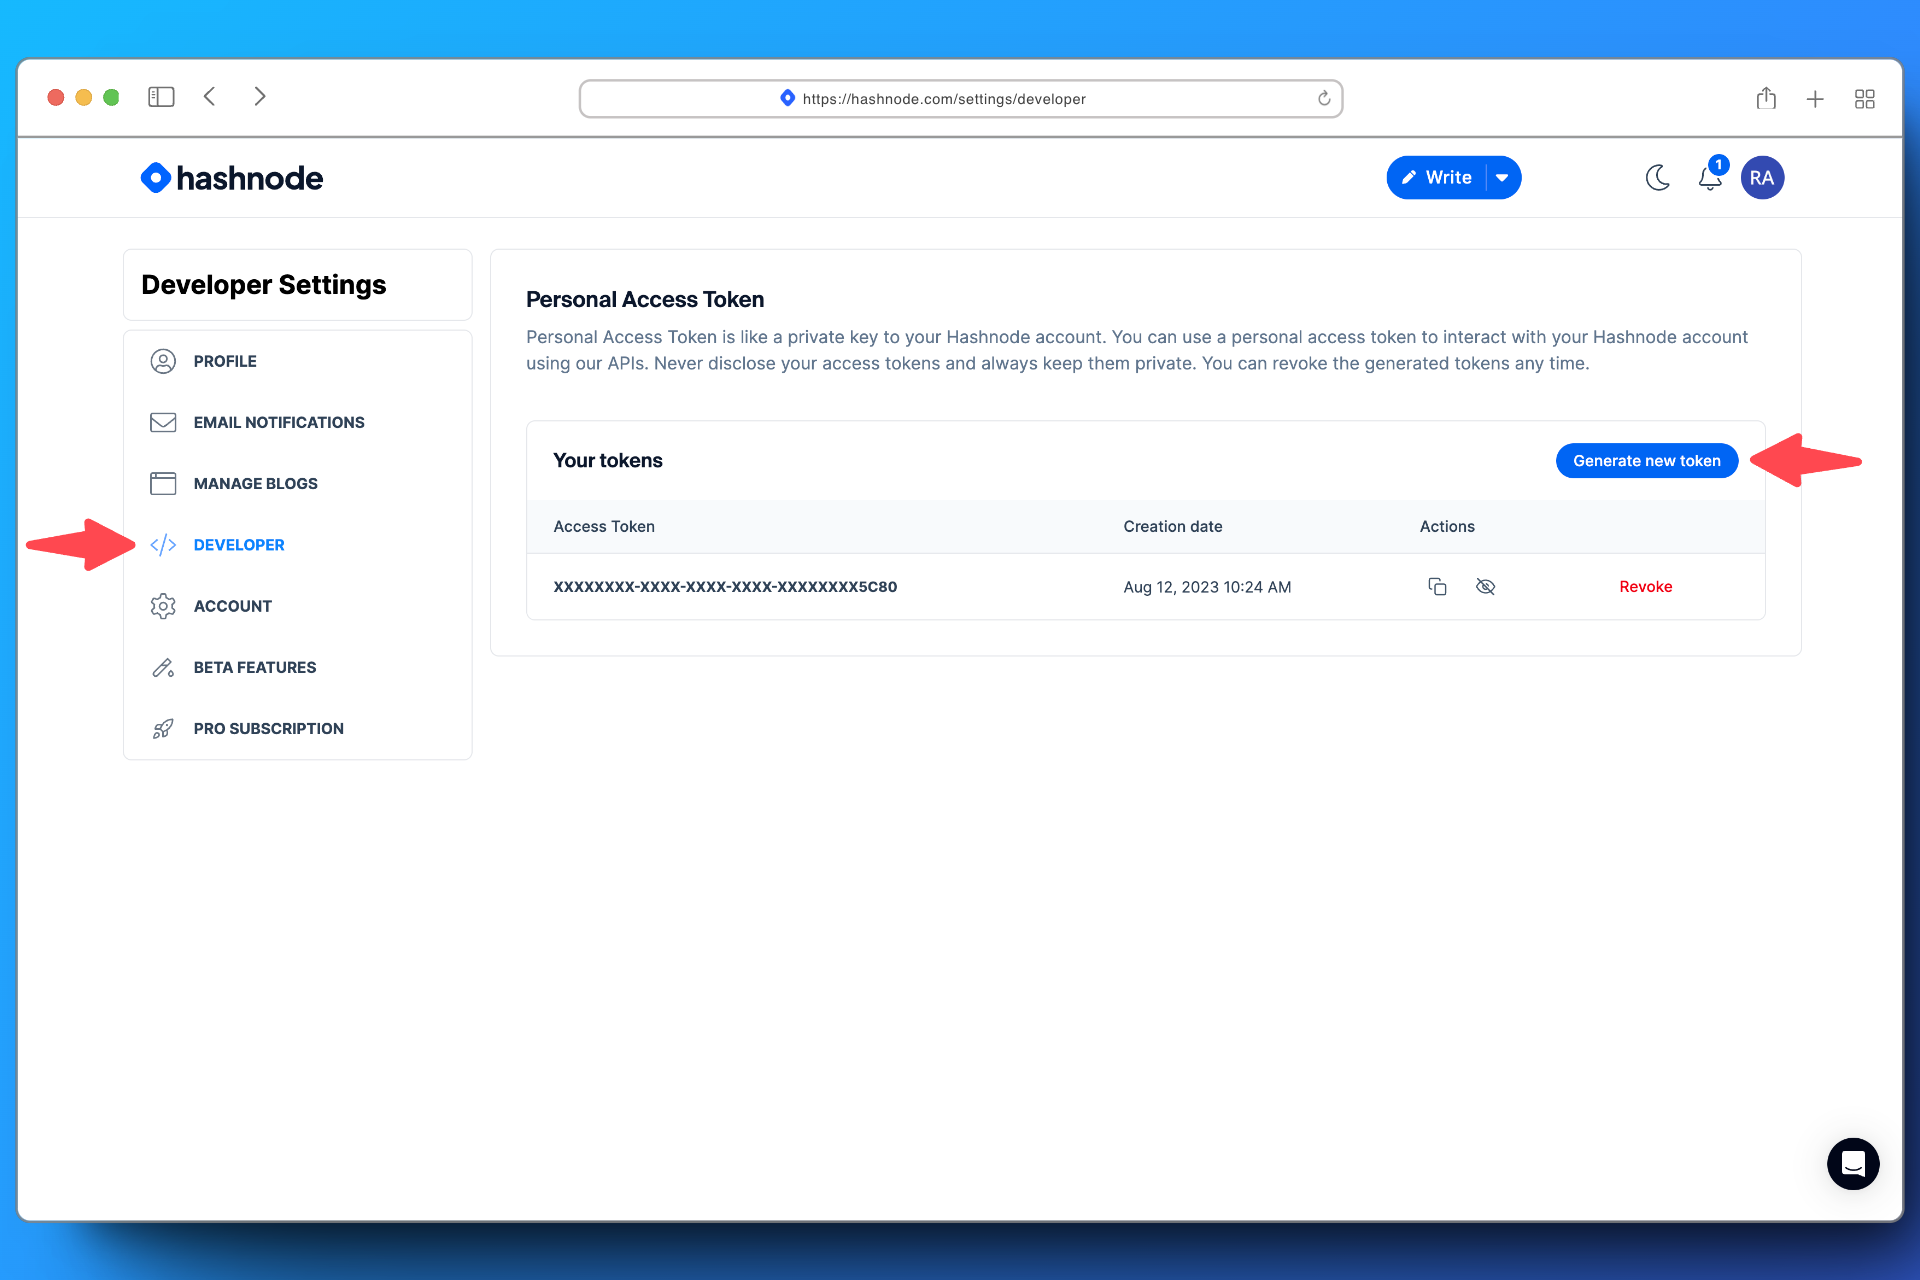 https://hashnode.com/settings/developer
hashnode
Write
1
RA
Developer Settings
PROFILE
EMAIL NOTIFICATIONS
MANAGE BLOGS
DEVELOPER
ACCOUNT
BETA FEATURES
PRO SUBSCRIPTION
Personal Access Token
Personal Access Token is like a private key to your Hashnode account. You can use a personal access token to interact with your Hashnode account
using our APIs. Never disclose your access tokens and always keep them private. You can revoke the generated tokens any time.
Your tokens
Generate new token
Access Token Creation date Actions
XXXXXXXX-XXXX-XXXX-XXXX-XXXXXXXX5C80 Aug 12, 2023 10:24 AM Revoke